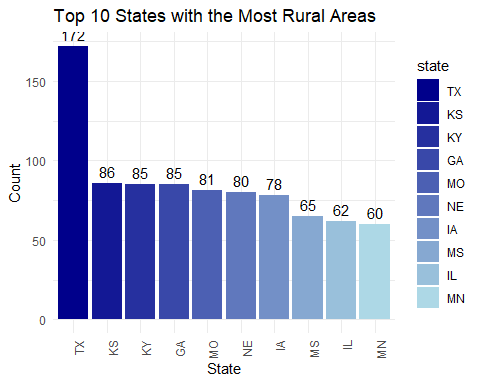 Top 10 States with the Most Rural Areas
172
86
85
85
81
80
78
65
62
60
150
100
50
0
Count
TX
KS
KY
GA
MO
NE
IA
MS
IL
MN
State
state
TX
KS
KY
GA
MO
NE
IA
MS
IL
MN